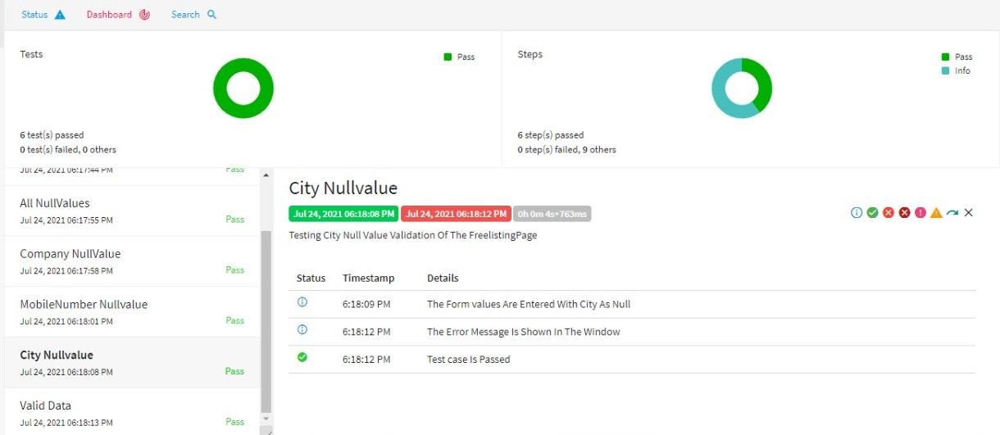 Status
Dashboard
Search
Tests
Pass
6 test(s) passed
0 test(s) failed, 0 others
Steps
Pass
Info
6 step(s) passed
0 step(s) failed, 9 others
Jul 24, 2021 06:17:44 PM Pass
All NullValues
Jul 24, 2021 06:17:55 PM Pass
Company NullValue
Jul 24, 2021 06:17:58 PM Pass
MobileNumber Nullvalue
Jul 24, 2021 06:18:01 PM Pass
City Nullvalue
Jul 24, 2021 06:18:08 PM Pass
Valid Data
Jul 24, 2021 06:18:13 PM Pass
City Nullvalue
Jul 24, 2021 06:18:08 PM Jul 24, 2021 06:18:12 PM 0h 0m 4s+763ms
Testing City Null Value Validation Of The FreelistingPage
Status Timestamp Details
6:18:09 PM The Form values Are Entered With City As Null
6:18:12 PM The Error Message Is Shown In The Window
6:18:12 PM Test case Is Passed